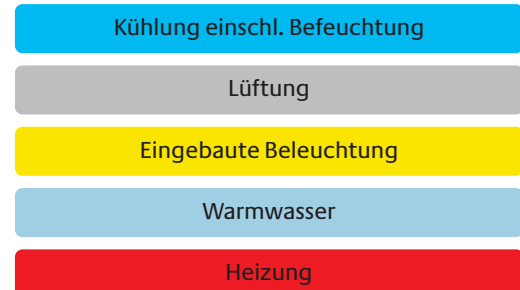 Kühlung einschl. Befeuchtung
Lüftung
Eingebaute Beleuchtung
Warmwasser
Heizung